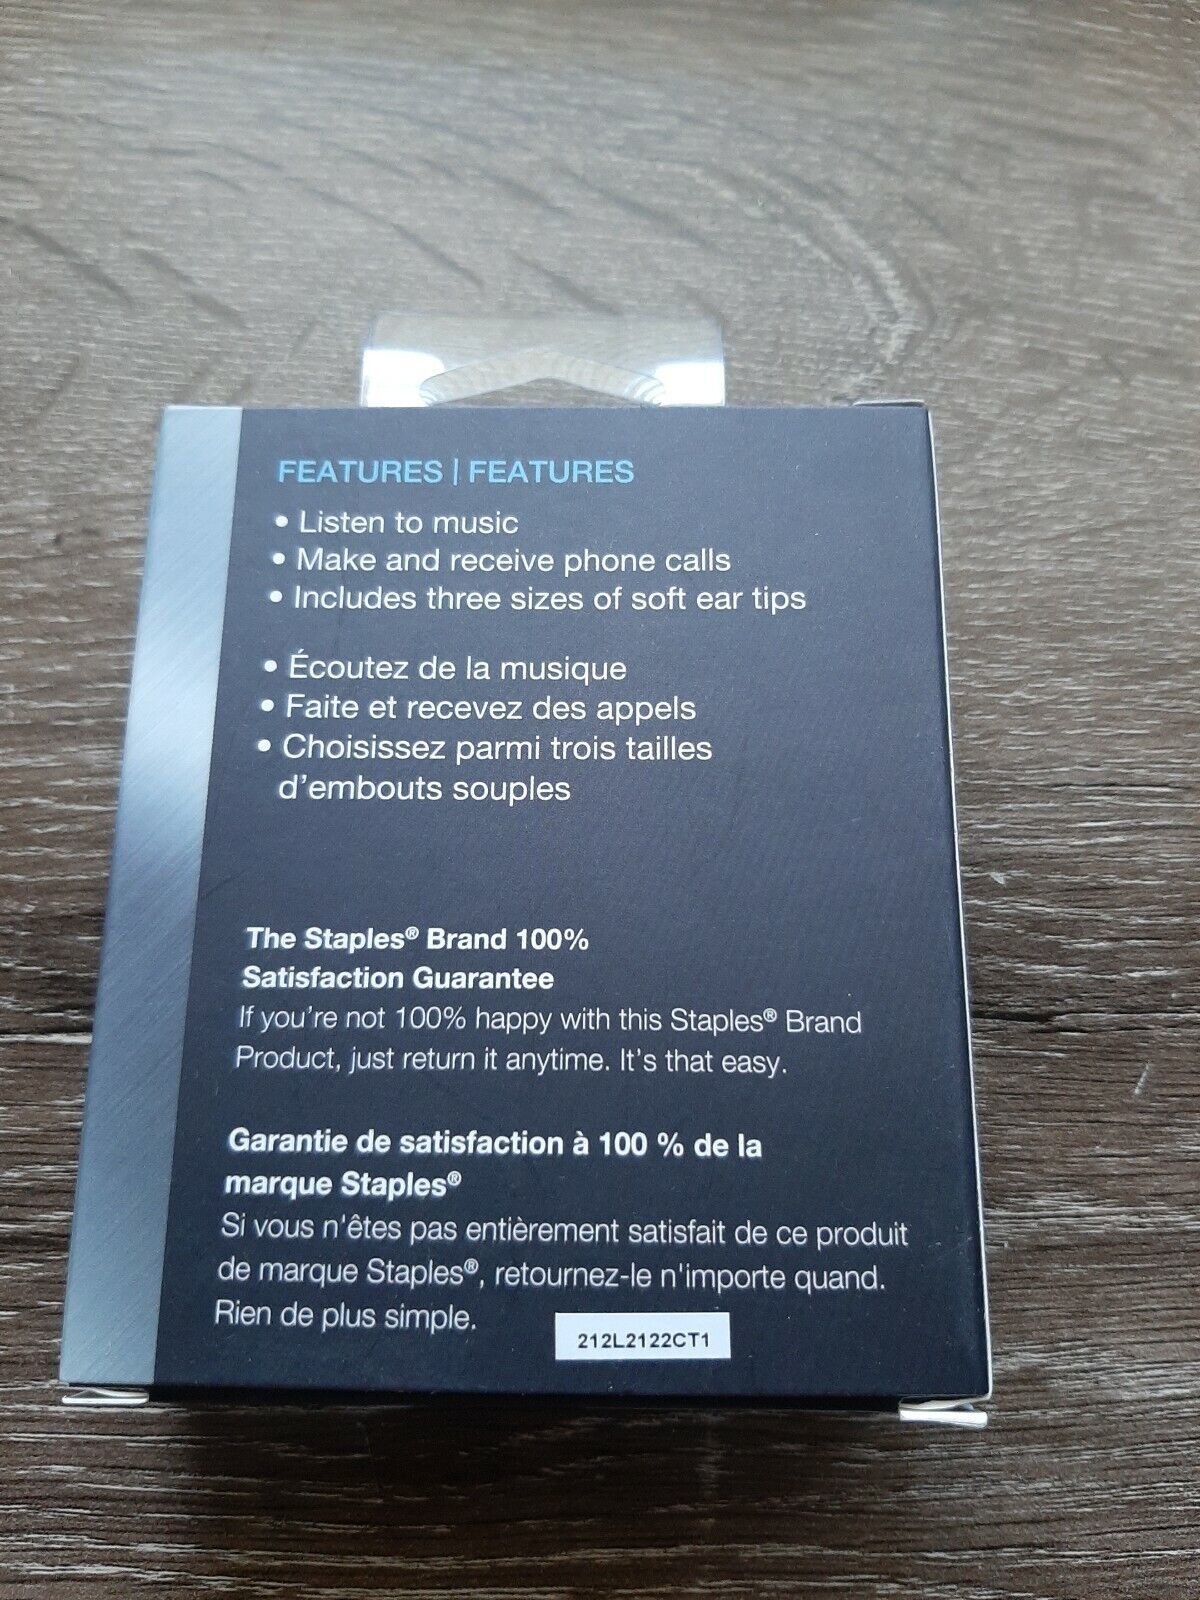 FEATURES | FEATURES
• Listen to music
• Make and receive phone calls
• Includes three sizes of soft ear tips
• Écoutez de la musique
• Faite et recevez des appels
• Choisissez parmi trois tailles
d'embouts souples
The Staples® Brand 100%
Satisfaction Guarantee
If you're not 100% happy with this Staples® Brand
Product, just return it anytime. It's that easy.
Garantie de satisfaction à 100 % de la
marque Staples®
Si vous n'êtes pas entièrement satisfait de ce produit
de marque Staples®, retournez-le n'importe quand.
Rien de plus simple.
212L2122CT1